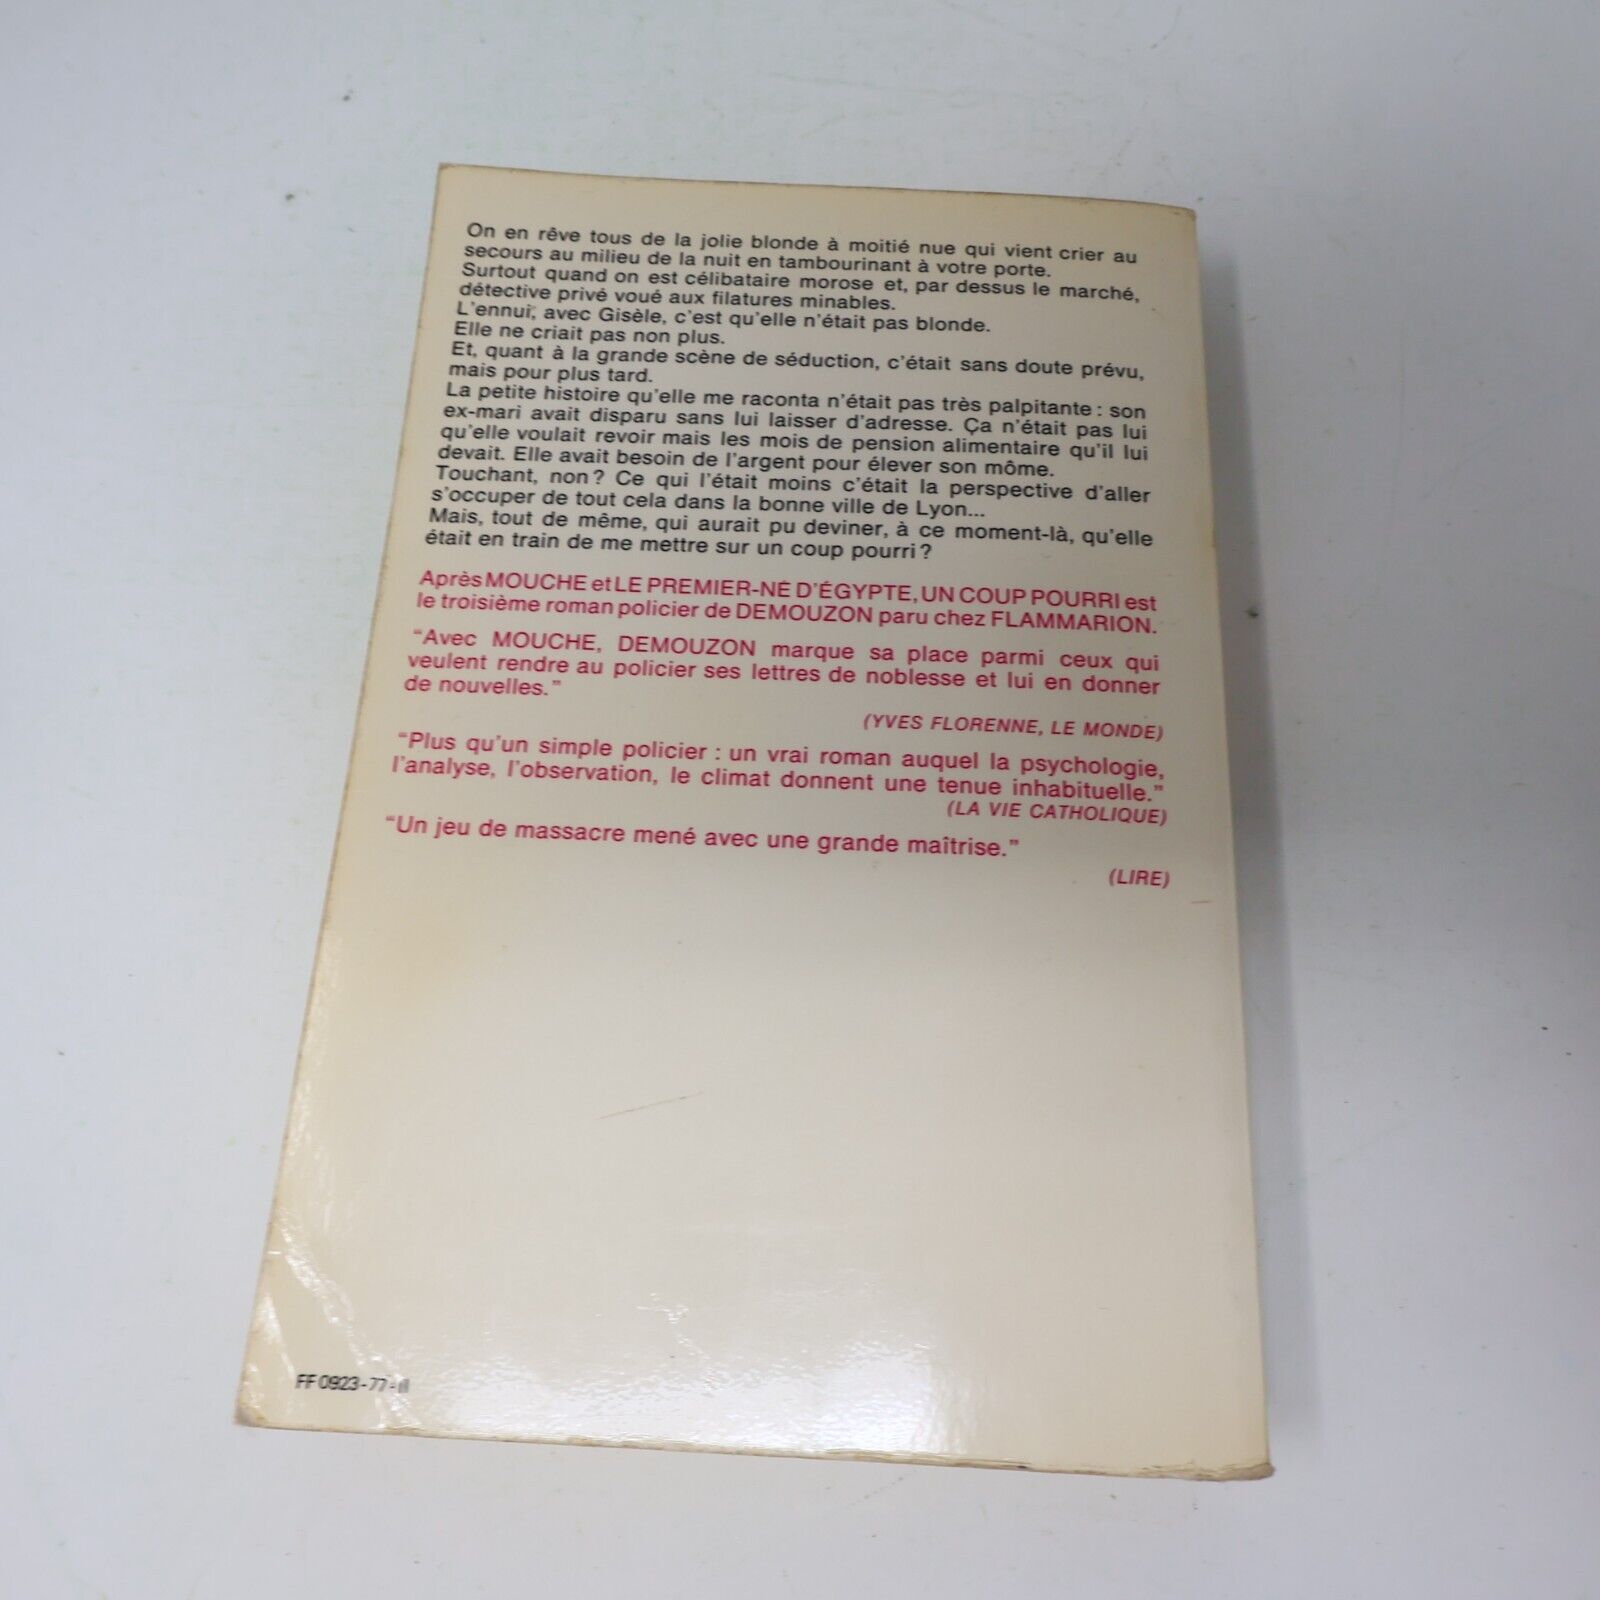 On en rêve tous de la jolie blonde à moitié nue qui vient crier au
secours au milieu de la nuit en tambourinant à votre porte.
Surtout quand on est célibataire morose et, par dessus le marché,
détective privé voué aux filatures minables.
L'ennui, avec Gisèle, c'est qu'elle n'était pas blonde.
Elle ne criait pas non plus.
Et, quant à la grande scène de séduction, c'était sans doute prévu,
mais pour plus tard.
La petite histoire qu'elle me raconta n'était pas très palpitante : son
ex-mari avait disparu sans lui laisser d'adresse. Ça n'était pas lui
qu'elle voulait revoir mais les mois de pension alimentaire qu'il lui
devait. Elle avait besoin de l'argent pour élever son môme.
Touchant, non ? Ce qui l'était moins c'était la perspective d'aller
s'occuper de tout cela dans la bonne ville de Lyon...
Mais, tout de même, qui aurait pu deviner, à ce moment-là, qu'elle
était en train de me mettre sur un coup pourri ?
Après MOUCHE et LE PREMIER-NÉ D'ÉGYPTE, UN COUP POURRI est
le troisième roman policier de DEMOUZON paru chez FLAMMARION.
"Avec MOUCHE, DEMOUZON marque sa place parmi ceux qui
veulent rendre au policier ses lettres de noblesse et lui en donner
de nouvelles."
(YVES FLORENNE, LE MONDE)
"Plus qu'un simple policier : un vrai roman auquel la psychologie,
l'analyse, l'observation, le climat donnent une tenue inhabituelle."
(LA VIE CATHOLIQUE)
"Un jeu de massacre mené avec une grande maîtrise."
(LIRE)
FF 0923-77-